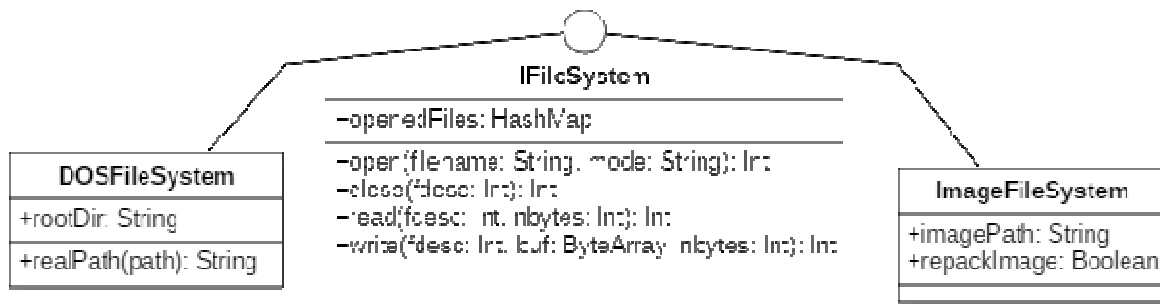 IFileSystem
+openedFiles: HashMap
+open(filename: String, mode: String): Int
+close(fdesc: Int): Int
+read(fdesc: Int, nbytes: Int): Int
+write(fdesc: Int, buf: ByteArray, nbytes: Int): Int
DOSFileSystem
+rootDir: String
+realPath(path): String
ImageFileSystem
+imagePath: String
+repackImage: Boolean